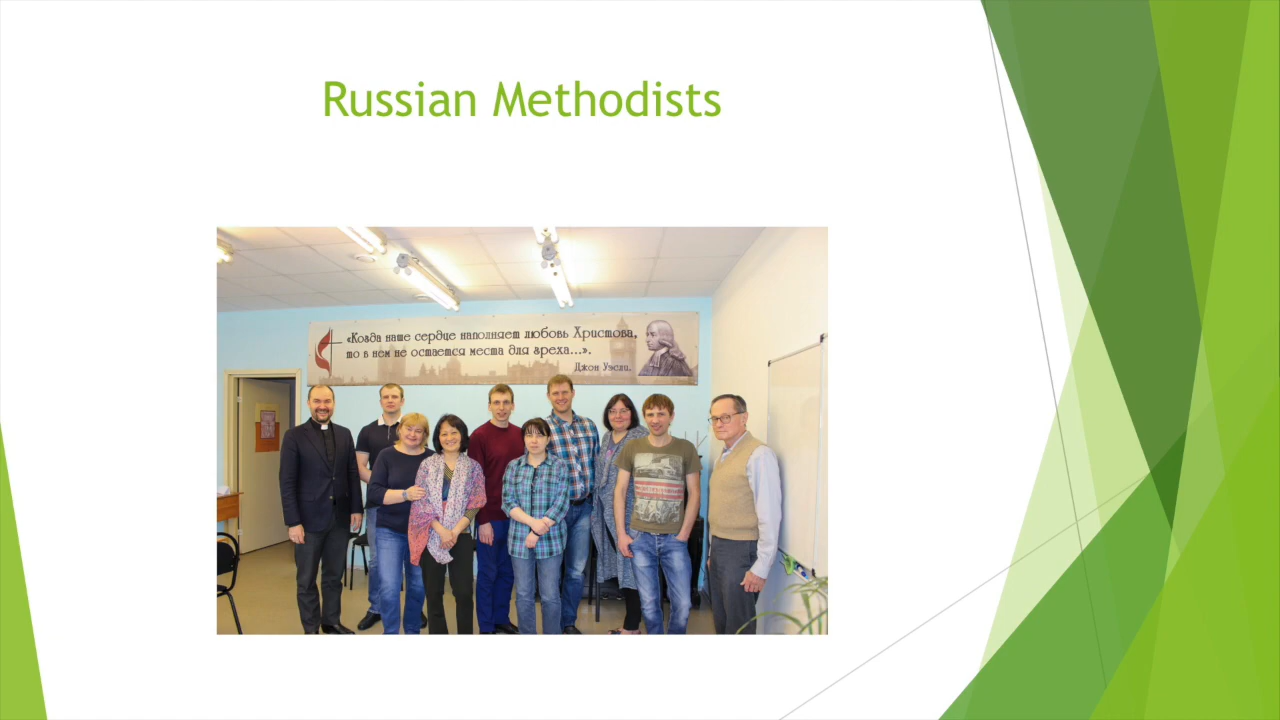 Russian Methodists
«Когда наше сердце наполняет любовь Христова,
то в нем не остается места для греха...».
Джон Уэсли.